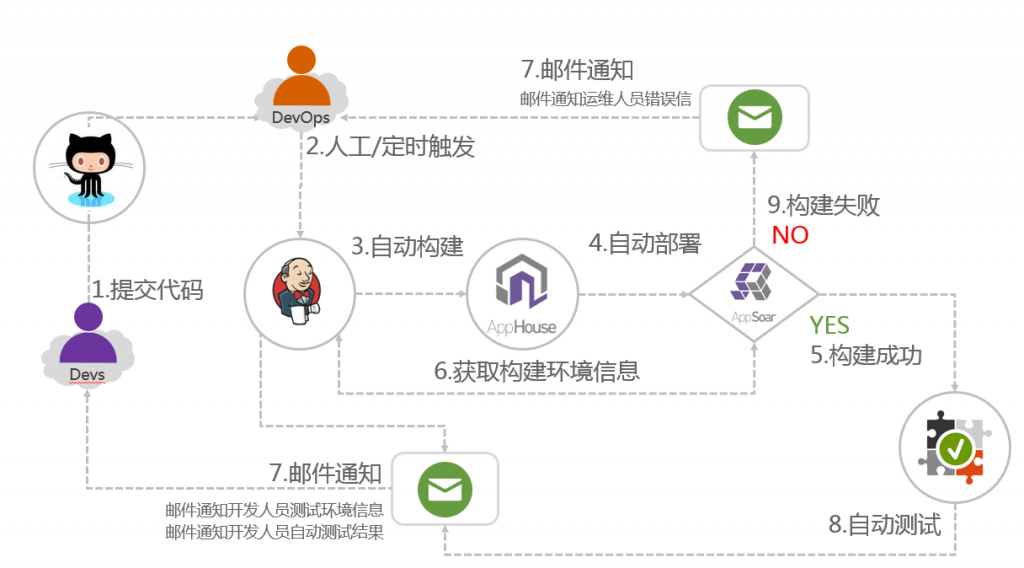 7.邮件通知
邮件通知运维人员错误信
DevOps
2.人工/定时触发
9.构建失败
NO
3.自动构建
4.自动部署
1.提交代码
AppHouse
AppSoar
YES
5.构建成功
Devs
6.获取构建环境信息
7.邮件通知
邮件通知开发人员测试环境信息
邮件通知开发人员自动测试结果
8.自动测试